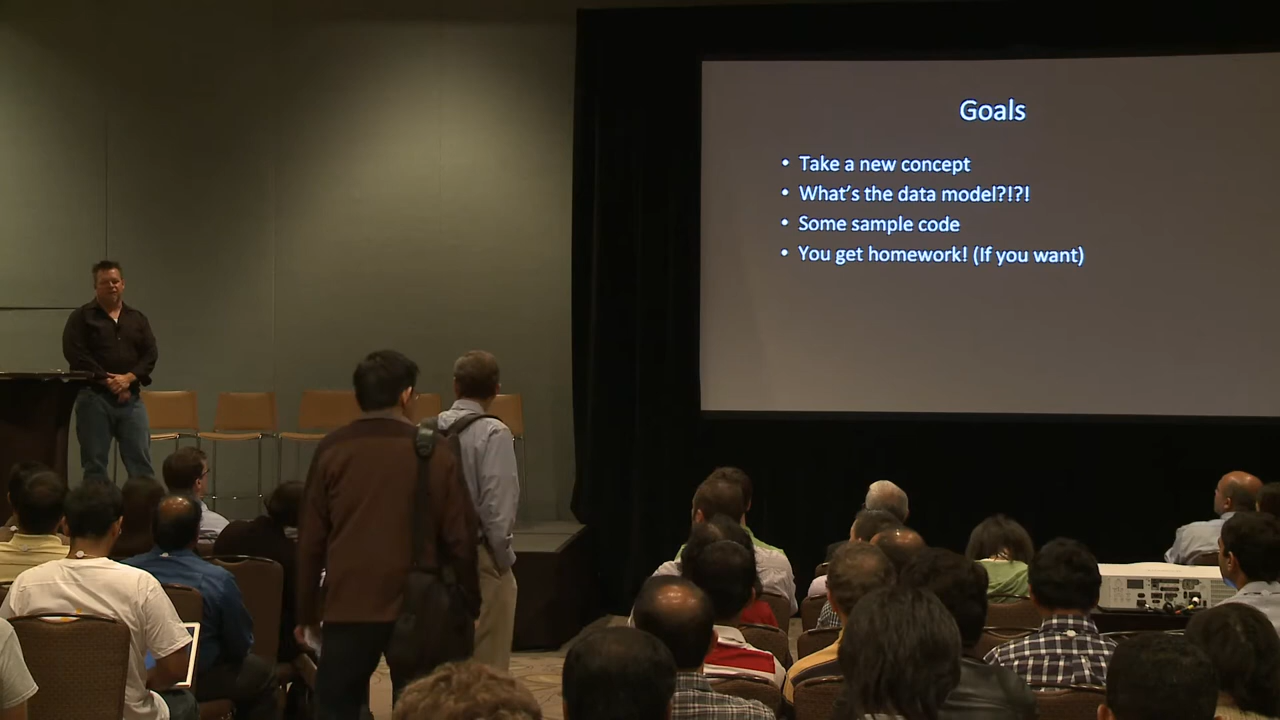 Goals
• Take a new concept
• What's the data model?!?!
• Some sample code
• You get homework! (If you want)